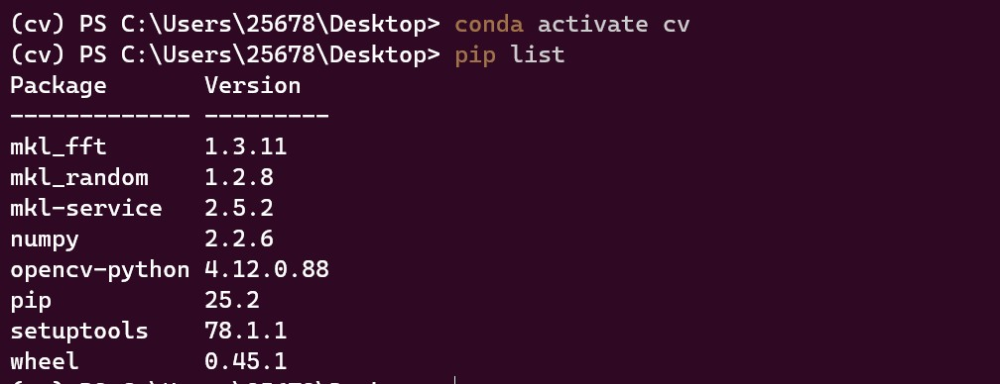 (cv) PS C:\Users\25678\Desktop> conda activate cv
(cv) PS C:\Users\25678\Desktop> pip list
Package       Version
------------- ---------
mkl_fft       1.3.11
mkl_random    1.2.8
mkl-service   2.5.2
numpy         2.2.6
opencv-python 4.12.0.88
pip           25.2
setuptools    78.1.1
wheel         0.45.1